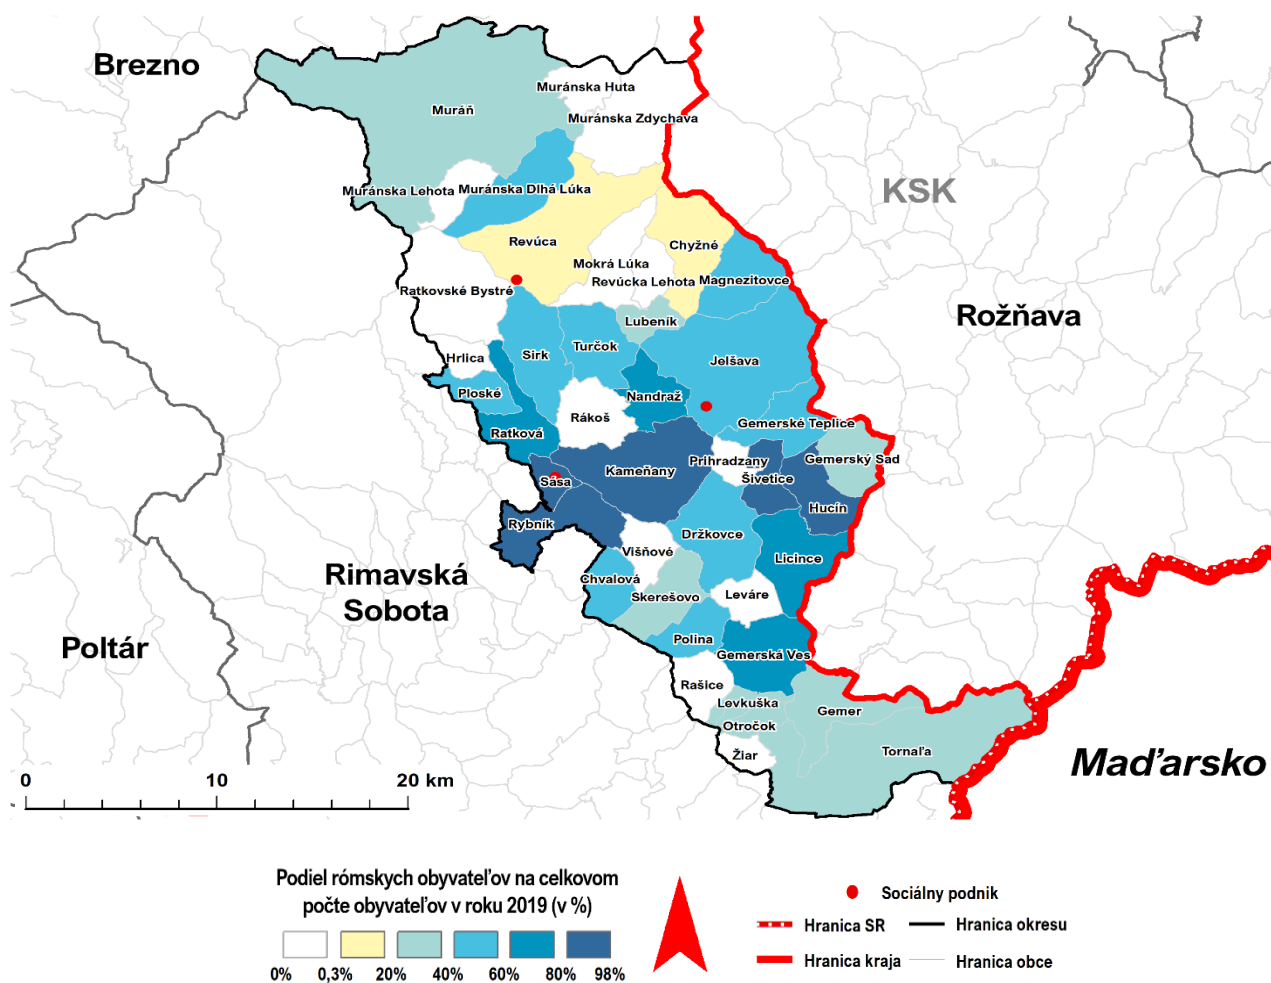 Brezno
Muránska Huta
Muráň
Muránska Zdychava
Muránska Lehota
Muránska Dlhá Lúka
KSK
Revúca
Chyžné
Mokrá Lúka
Revúcka Lehota
Magnezitovce
Ratkovské Bystré
Rožňava
Lubeník
Turčok
Sirk
Hrlica
Jelšava
Ploské
Nandraž
Rákoš
Gemerské Teplice
Ratková
Prihradzany
Gemerský Sad
Kameňany
Šivetice
Sása
Hucín
Rybník
Držkovce
Višňové
Licince
Rimavská
Sobota
Chvalová
Skerešovo
Leváre
Polina
Poltár
Gemerská Ves
Rašice
Levkuška
Gemer
Otročok
Tornaľa
Žiar
Maďarsko
0 10 20 km
Podiel rómskych obyvateľov na celkovom
počte obyvateľov v roku 2019 (v %)
0% 0,3% 20% 40% 60% 80% 98%
Sociálny podnik
Hranica SR
Hranica okresu
Hranica kraja
Hranica obce